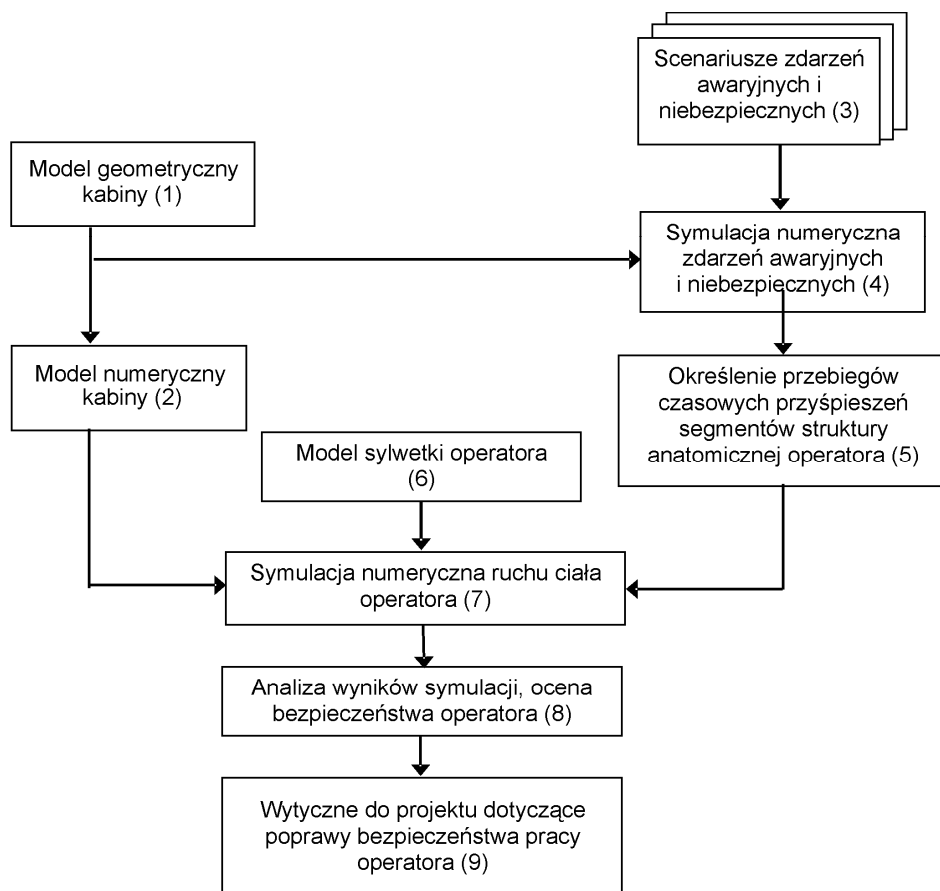 Scenariusze zdarzeń
awaryjnych i
niebezpiecznych (3)
Model geometryczny
kabiny (1)
Symulacja numeryczna
zdarzeń awaryjnych
i niebezpiecznych (4)
Model numeryczny
kabiny (2)
Określenie przebiegów
czasowych przyśpieszeń
segmentów struktury
anatomicznej operatora (5)
Model sylwetki operatora
(6)
Symulacja numeryczna ruchu ciała
operatora (7)
Analiza wyników symulacji, ocena
bezpieczeństwa operatora (8)
Wytyczne do projektu dotyczące
poprawy bezpieczeństwa pracy
operatora (9)